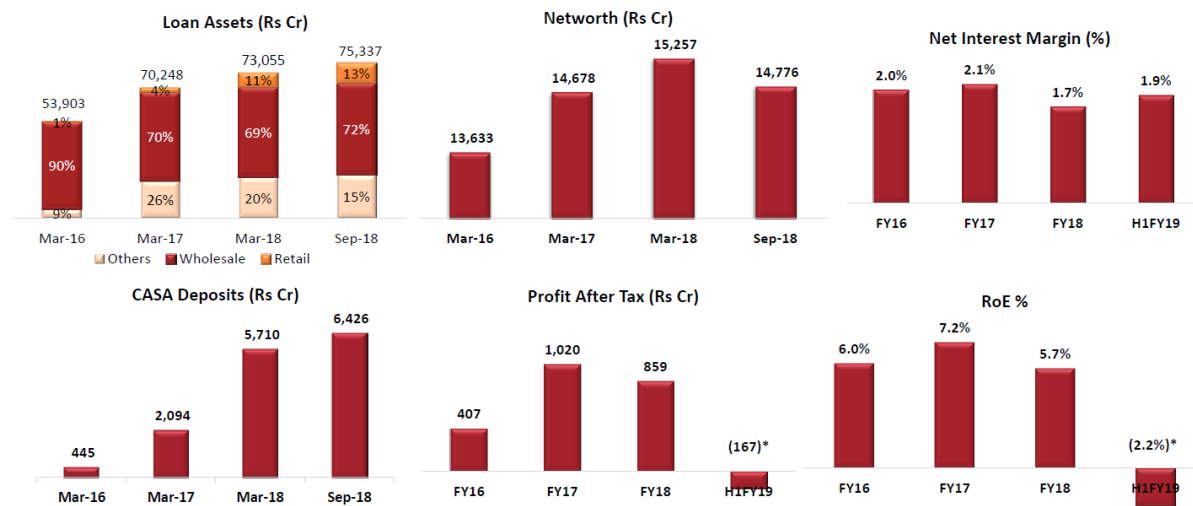 Loan Assets (Rs Cr)
53,903
70,248
73,055
75,337
1%
4%
11%
13%
90%
70%
69%
72%
9%
26%
20%
15%
Mar-16
Mar-17
Mar-18
Sep-18
Others
Wholesale
Retail
Networth (Rs Cr)
13,633
14,678
15,257
14,776
Mar-16
Mar-17
Mar-18
Sep-18
Net Interest Margin (%)
2.0%
2.1%
1.7%
1.9%
FY16
FY17
FY18
H1FY19
CASA Deposits (Rs Cr)
445
2,094
5,710
6,426
Mar-16
Mar-17
Mar-18
Sep-18
Profit After Tax (Rs Cr)
407
1,020
859
(167)*
FY16
FY17
FY18
H1FY19
RoE %
6.0%
7.2%
5.7%
(2.2%)*
FY16
FY17
FY18
H1FY19